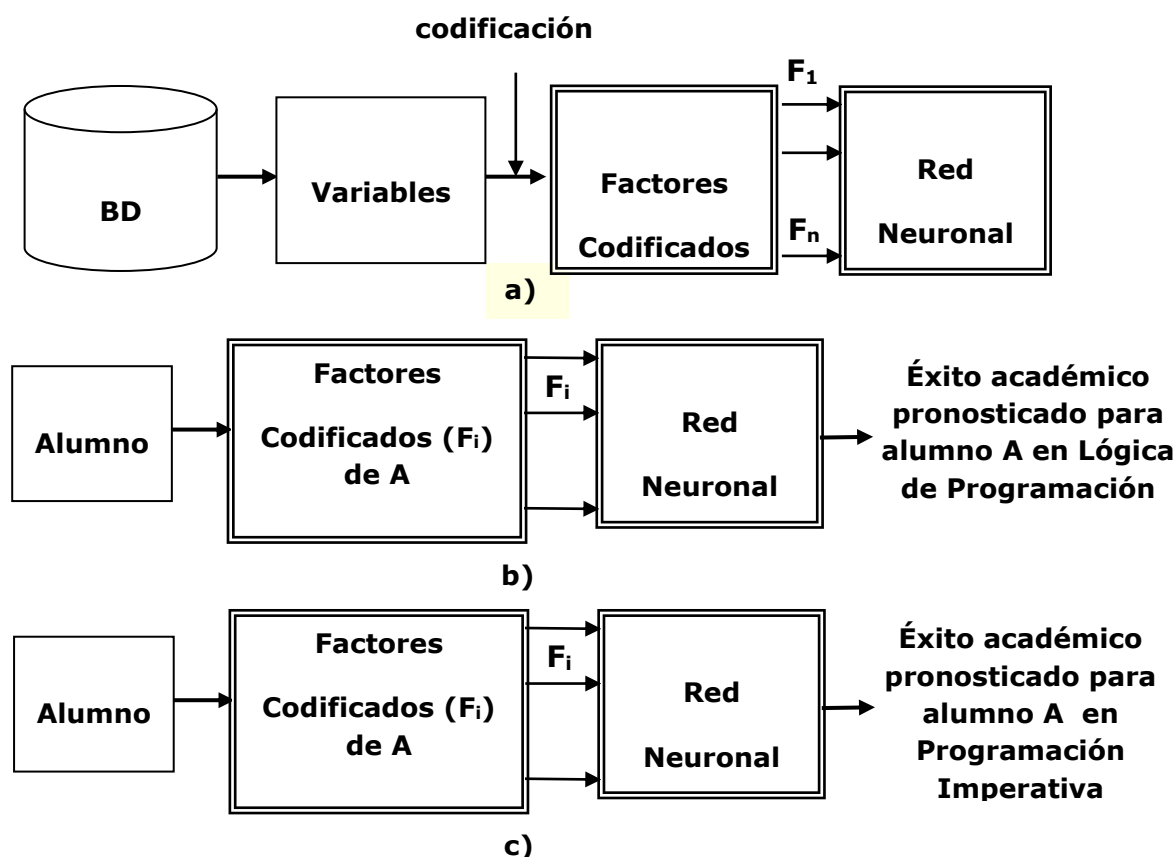 codificación
BD
Variables
Factores
Codificados
F1
Fn
Red
Neuronal
a)
Alumno
Factores
Codificados (Fi)
de A
Fi
Red
Neuronal
Éxito académico
pronosticado para
alumno A en Lógica
de Programación
b)
Alumno
Factores
Codificados (Fi)
de A
Fi
Red
Neuronal
Éxito académico
pronosticado para
alumno A en
Programación
Imperativa
c)